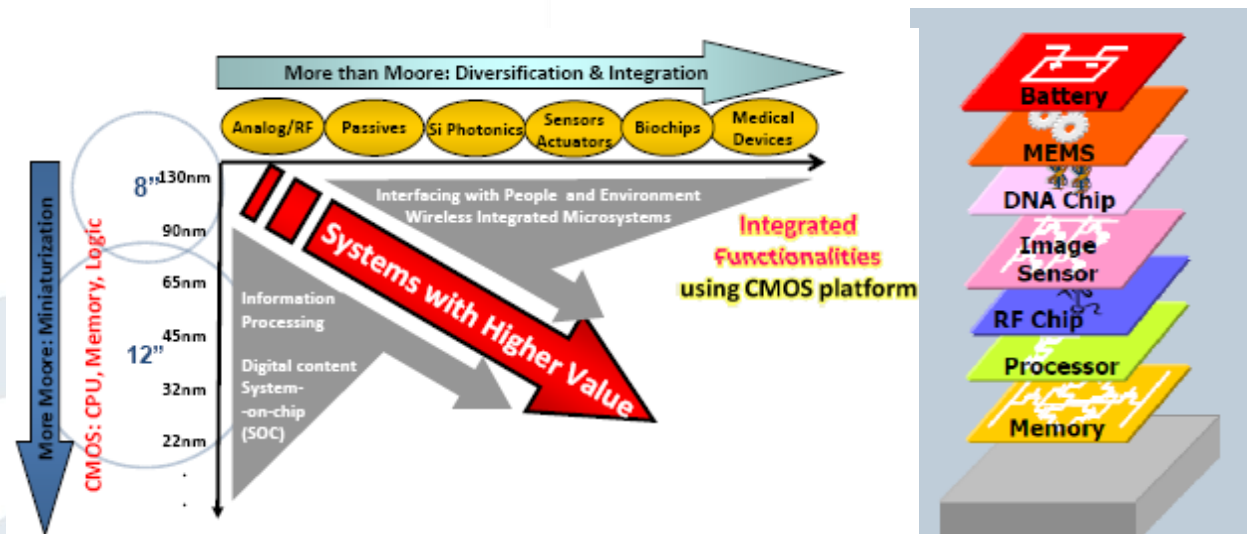 More than Moore: Diversification & Integration
Analog/RF
Passives
Si Photonics
Sensors
Actuators
Biochips
Medical
Devices
More Moore: Miniaturization
CMOS: CPU, Memory, Logic
8”
12”
130nm
90nm
65nm
45nm
32nm
22nm
.
.
Interfacing with People and Environment
Wireless Integrated Microsystems
Information
Processing
Digital content
System-
-on-chip
(SOC)
Systems with Higher Value
Integrated
Functionalities
using CMOS platform
Battery
MEMS
DNA Chip
Image
Sensor
RF Chip
Processor
Memory